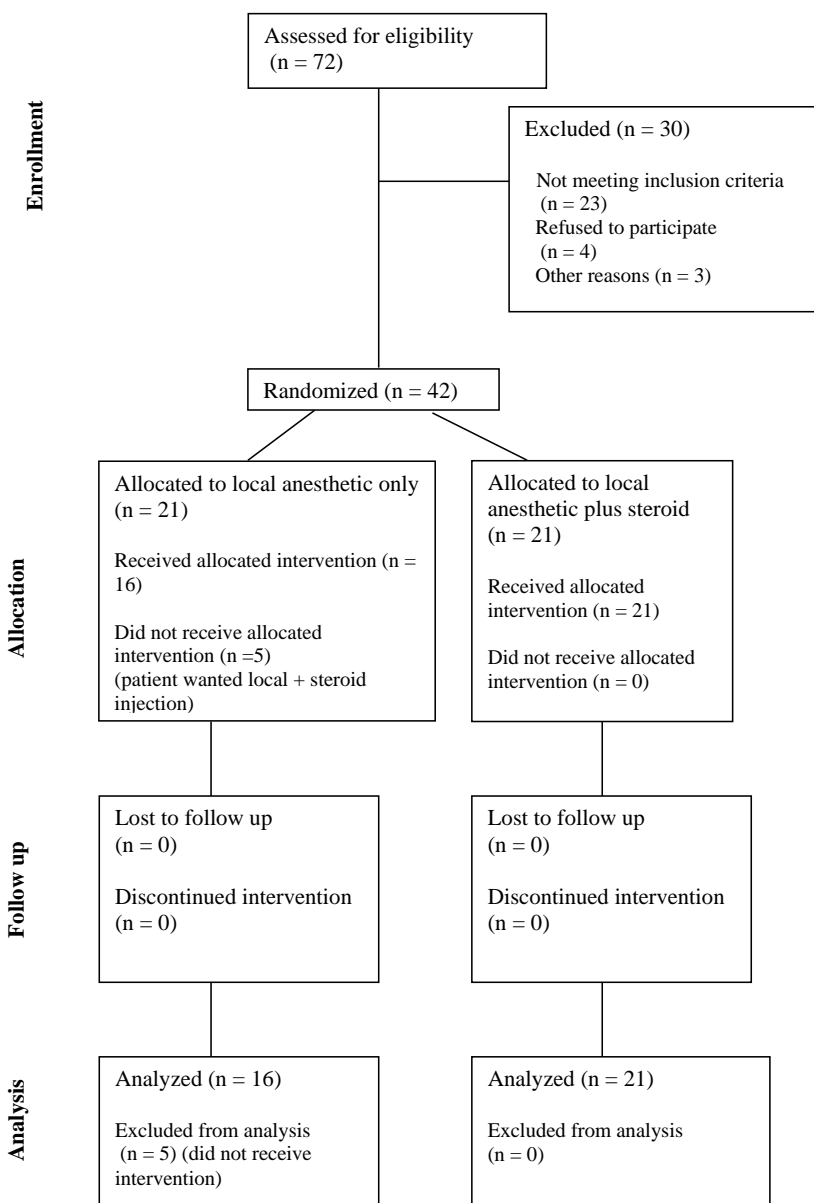 Assessed for eligibility
(n = 72)
Enrollment
Excluded (n = 30)
Not meeting inclusion criteria
(n = 23)
Refused to participate
(n = 4)
Other reasons (n = 3)
Randomized (n = 42)
Allocation
Allocated to local anesthetic only
(n = 21)
Received allocated intervention (n =
16)
Did not receive allocated
intervention (n =5)
(patient wanted local + steroid
injection)
Allocated to local
anesthetic plus steroid
(n = 21)
Received allocated
intervention (n = 21)
Did not receive allocated
intervention (n = 0)
Follow up
Lost to follow up
(n = 0)
Discontinued intervention
(n = 0)
Lost to follow up
(n = 0)
Discontinued intervention
(n = 0)
Analysis
Analyzed (n = 16)
Excluded from analysis
(n = 5) (did not receive
intervention)
Analyzed (n = 21)
Excluded from analysis
(n = 0)